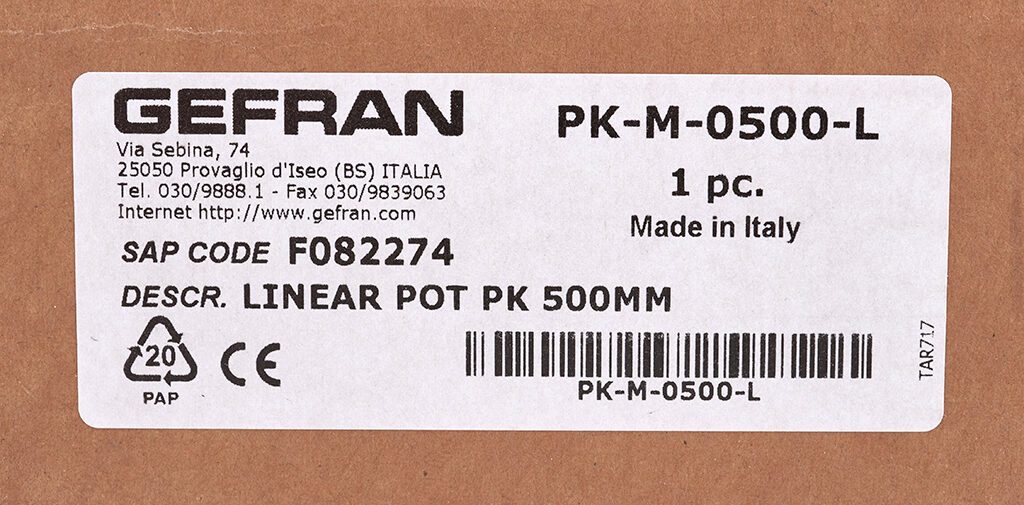 GEFRAN
Via Sebina, 74
25050 Provaglio d'Iseo (BS) ITALIA
Tel. 030/9888.1 - Fax 030/9839063
Internet http://www.gefran.com
PK-M-0500-L
1 pc.
Made in Italy
SAP CODE F082274
DESCR. LINEAR POT PK 500MM
20
PAP
CE
PK-M-0500-L
TAR717